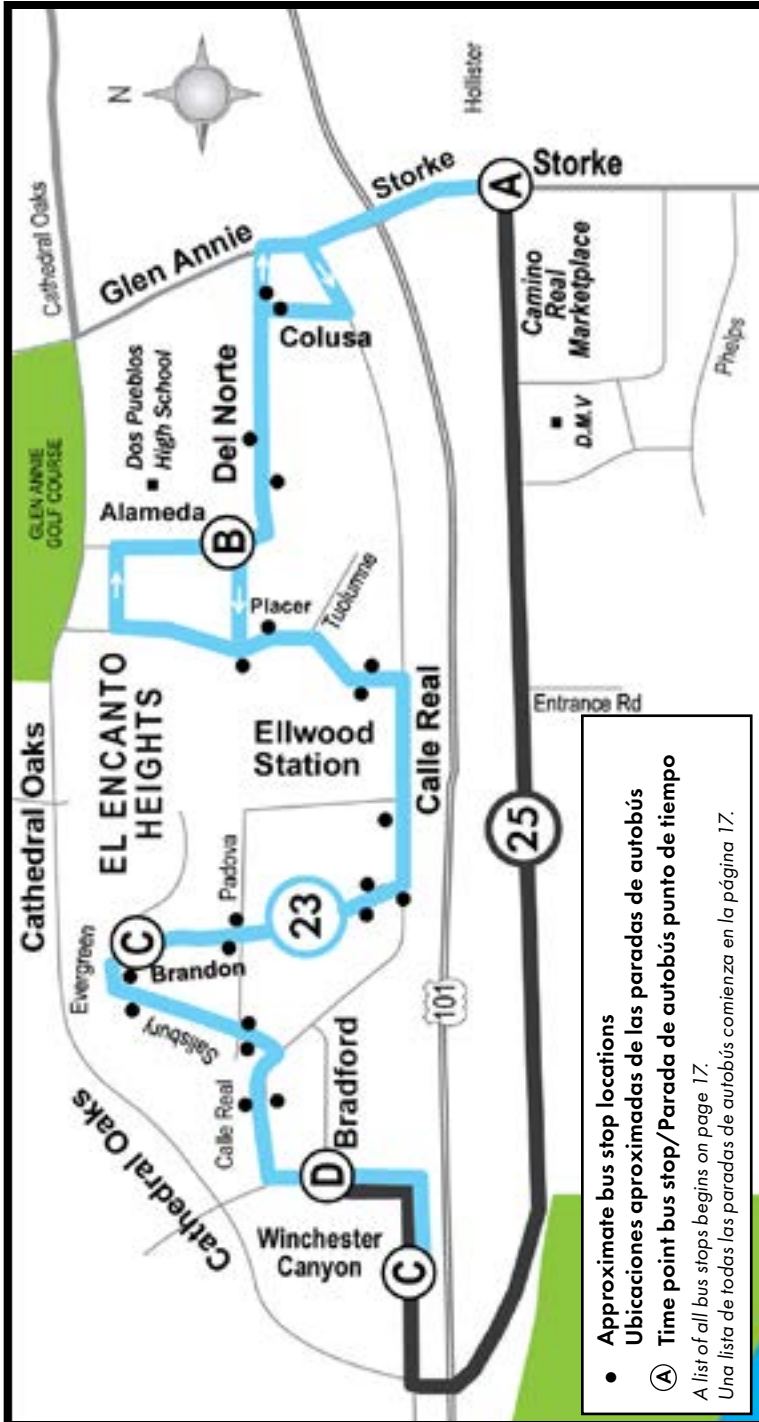 Cathedral Oaks
GLEN ANNIE
GOLF COURSE
Cathedral Oaks
N
EL ENCANTO
HEIGHTS
Alameda
Dos Pueblos
High School
Glen Annie
Evergreen
C
Brandon
Padova
B
Del Norte
Salisbury
23
Placer
Colusa
Cathedral Oaks
Calle Real
Ellwood
Station
Tuolumne
Storke
D
Bradford
Calle Real
Winchester
Canyon
C
101
Hollister
25
Entrance Rd
A
Storke
Camino
Real
Marketplace
D.M.V
Phelps
• Approximate bus stop locations
Ubicaciones aproximadas de las paradas de autobús
A Time point bus stop/Parada de autobús punto de tiempo
A list of all bus stops begins on page 17.
Una lista de todas las paradas de autobús comienza en la página 17.